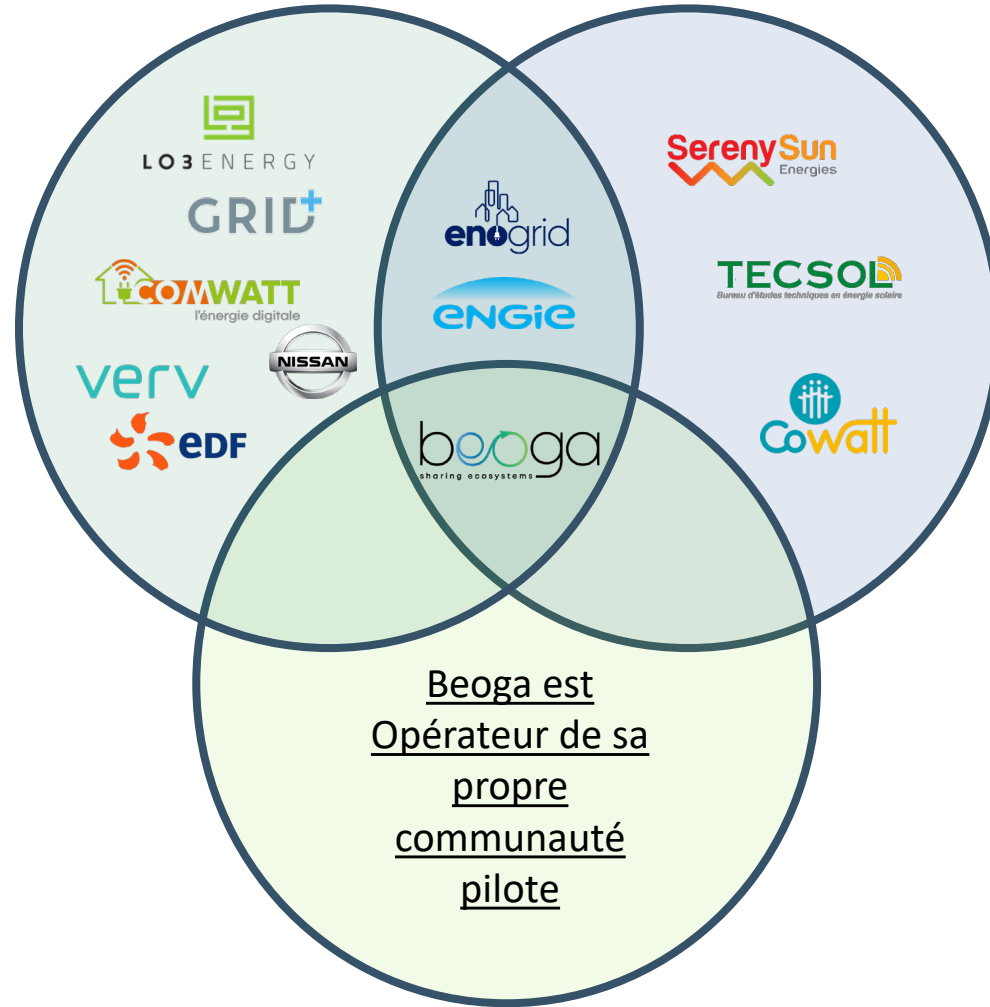 LO3ENERGY
GRID+
COMWATT
l'énergie digitale
NISSAN
verv
eDF
enogrid
ENGIE
beoga
sharing ecosystems
SerenySun
Energies
TECSOL
Bureau d'études techniques en énergie solaire
Cowatt
Beoga est
Opérateur de sa
propre
communauté
pilote